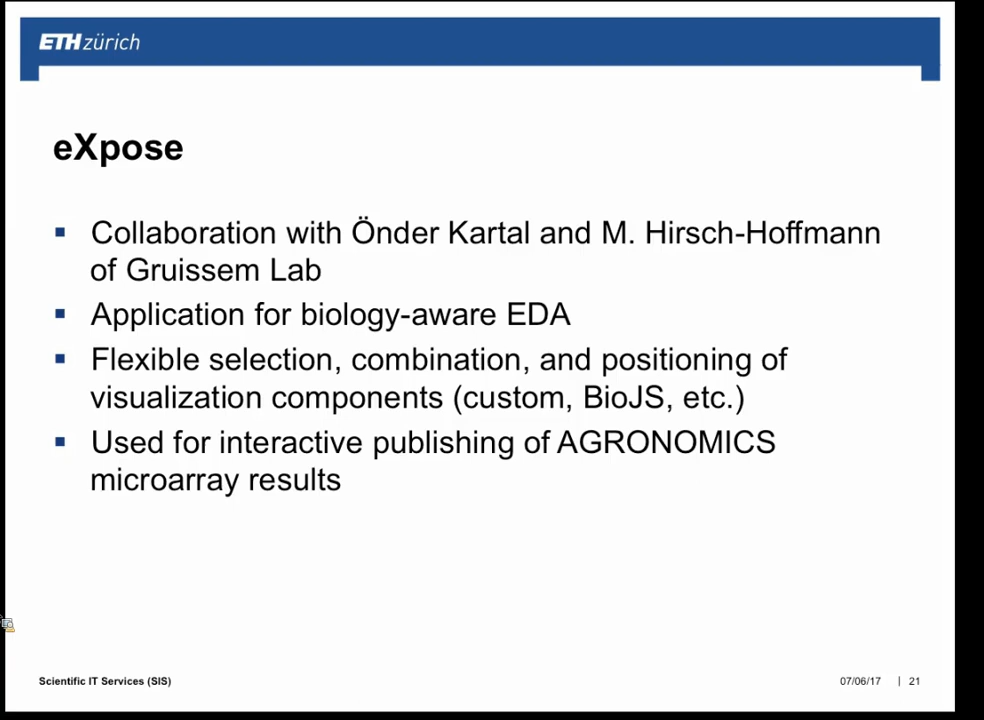 ETH zürich
eXpose
▪ Collaboration with Önder Kartal and M. Hirsch-Hoffmann
of Gruissem Lab
▪ Application for biology-aware EDA
▪ Flexible selection, combination, and positioning of
visualization components (custom, BioJS, etc.)
▪ Used for interactive publishing of AGRONOMICS
microarray results
Scientific IT Services (SIS) 07/06/17 | 21